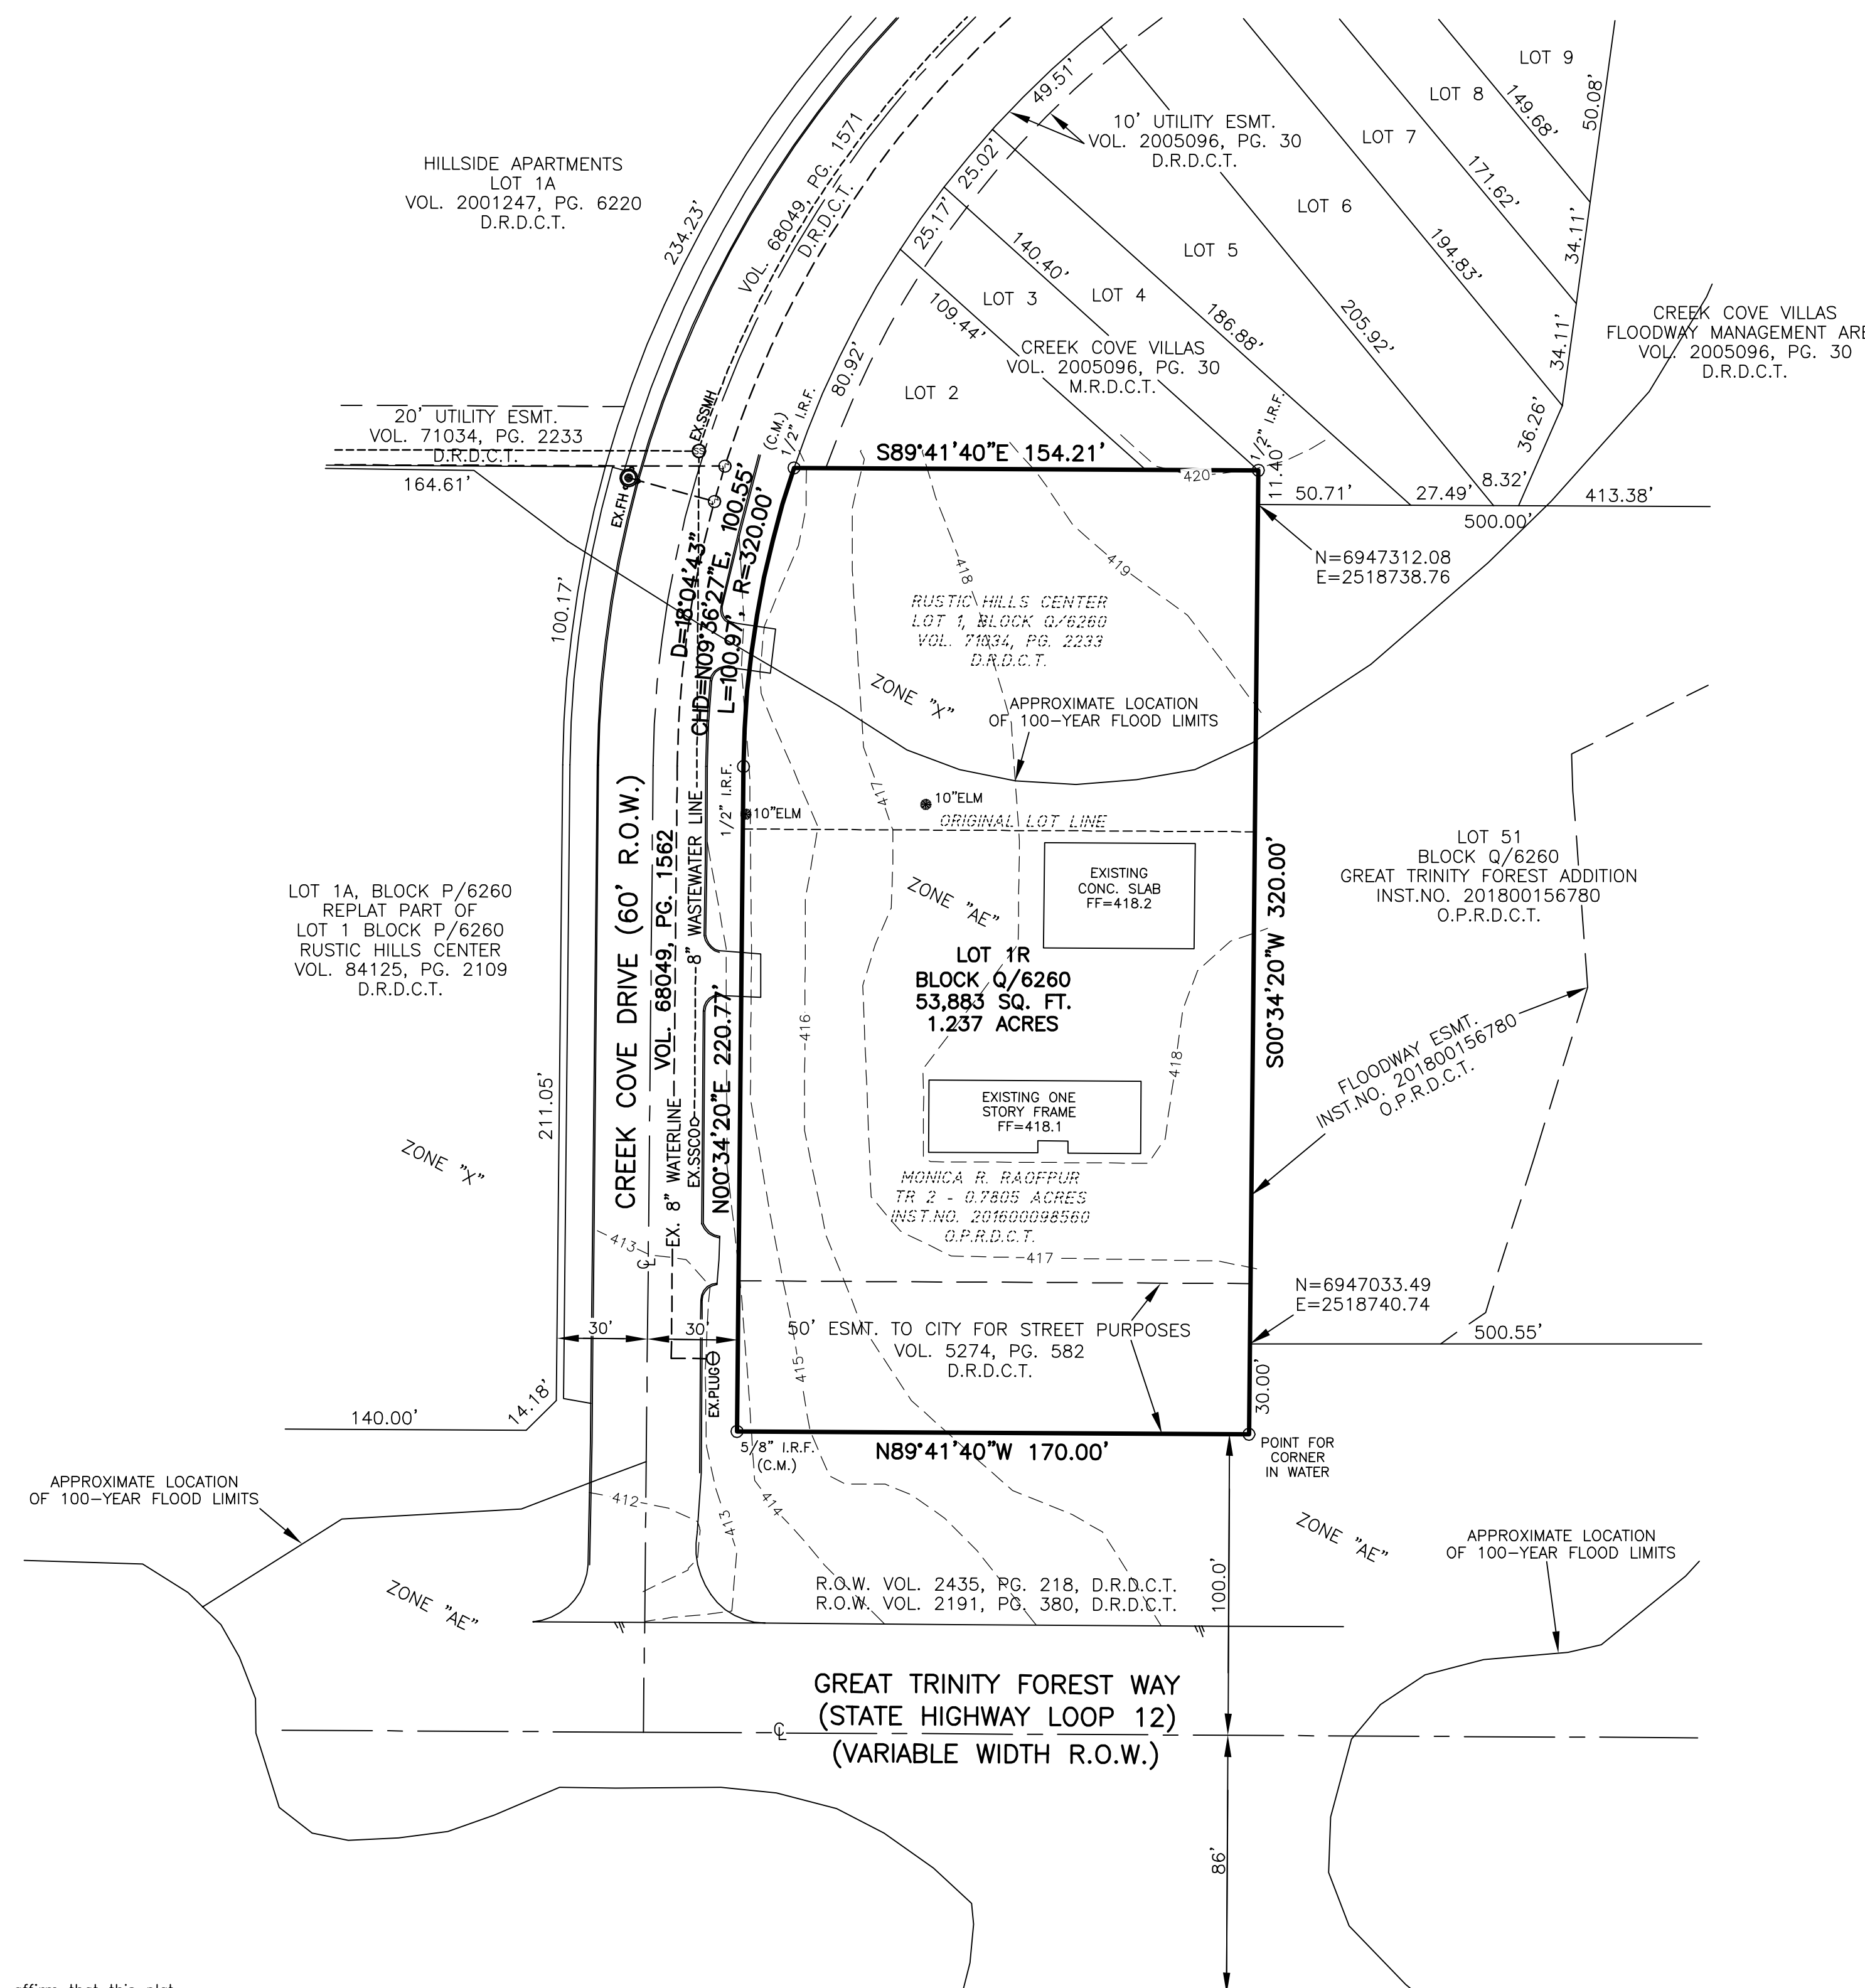 HILLSIDE APARTMENTS
LOT 1A
VOL. 2001247, PG. 6220
D.R.D.C.T.
234.23'
VOL. 68049, PG. 1571
D.R.D.C.T.
49.51'
25.02'
25.17'
80.92'
10' UTILITY ESMT.
VOL. 2005096, PG. 30
D.R.D.C.T.
LOT 9
LOT 8
LOT 7
LOT 6
LOT 5
LOT 4
LOT 3
LOT 2
149.68'
50.08'
171.62'
34.11'
194.83'
34.11'
205.92'
36.26'
186.88'
140.40'
109.44'
CREEK COVE VILLAS
VOL. 2005096, PG. 30
M.R.D.C.T.
CREEK COVE VILLAS
FLOODWAY MANAGEMENT ARE
VOL. 2005096, PG. 30
D.R.D.C.T.
20' UTILITY ESMT.
VOL. 71034, PG. 2233
D.R.D.C.T.
164.61'
EX.SSMH
SS
EX.FH
(C.M.)
1/2" I.R.F.
S89°41'40"E 154.21'
1/2" I.R.F.
420
11.40'
50.71'
27.49'
8.32'
413.38'
500.00'
N=6947312.08
E=2518738.76
D=18°04'43"
CHD=N09°36'27"E, 100.55'
L=100.97', R=320.00'
100.17'
418
419
RUSTIC HILLS CENTER
LOT 1, BLOCK Q/6260
VOL. 71034, PG. 2233
D.R.D.C.T.
ZONE "X"
APPROXIMATE LOCATION
OF 100-YEAR FLOOD LIMITS
417
1/2" I.R.F.
10"ELM
10"ELM
ORIGINAL LOT LINE
EXISTING
CONC. SLAB
FF=418.2
ZONE "AE"
LOT 1R
BLOCK Q/6260
53,883 SQ. FT.
1.237 ACRES
S00°34'20"W 320.00'
LOT 51
BLOCK Q/6260
GREAT TRINITY FOREST ADDITION
INST.NO. 201800156780
O.P.R.D.C.T.
LOT 1A, BLOCK P/6260
REPLAT PART OF
LOT 1 BLOCK P/6260
RUSTIC HILLS CENTER
VOL. 84125, PG. 2109
D.R.D.C.T.
CREEK COVE DRIVE (60' R.O.W.)
VOL. 68049, PG. 1562
8" WASTEWATER LINE
EX.SSCO
EX. 8" WATERLINE
N00°34'20"E 220.77'
416
418
EXISTING ONE
STORY FRAME
FF=418.1
FLOODWAY ESMT.
INST.NO. 201800156780
O.P.R.D.C.T.
211.05'
ZONE "X"
MONICA R. RAOFPUR
TR 2 - 0.7805 ACRES
INST.NO. 201600098560
O.P.R.D.C.T.
413
417
N=6947033.49
E=2518740.74
30'
30'
50' ESMT. TO CITY FOR STREET PURPOSES
VOL. 5274, PG. 582
D.R.D.C.T.
500.55'
415
EX.PLUG
30.00'
140.00'
14.18'
5/8" I.R.F.
(C.M.)
N89°41'40"W 170.00'
POINT FOR
CORNER
IN WATER
APPROXIMATE LOCATION
OF 100-YEAR FLOOD LIMITS
412
413
414
ZONE "AE"
APPROXIMATE LOCATION
OF 100-YEAR FLOOD LIMITS
ZONE "AE"
R.O.W. VOL. 2435, PG. 218, D.R.D.C.T.
R.O.W. VOL. 2191, PG. 380, D.R.D.C.T.
100.0'
GREAT TRINITY FOREST WAY
(STATE HIGHWAY LOOP 12)
(VARIABLE WIDTH R.O.W.)
86'
affirm that this plat